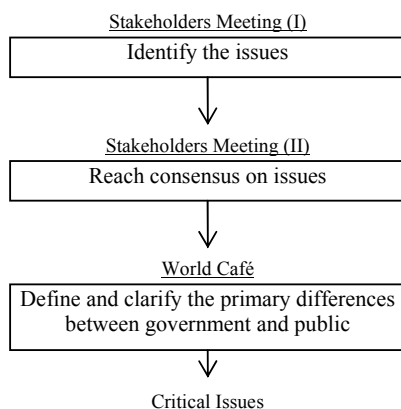 Stakeholders Meeting (I)
Identify the issues
Stakeholders Meeting (II)
Reach consensus on issues
World Café
Define and clarify the primary differences
between government and public
Critical Issues